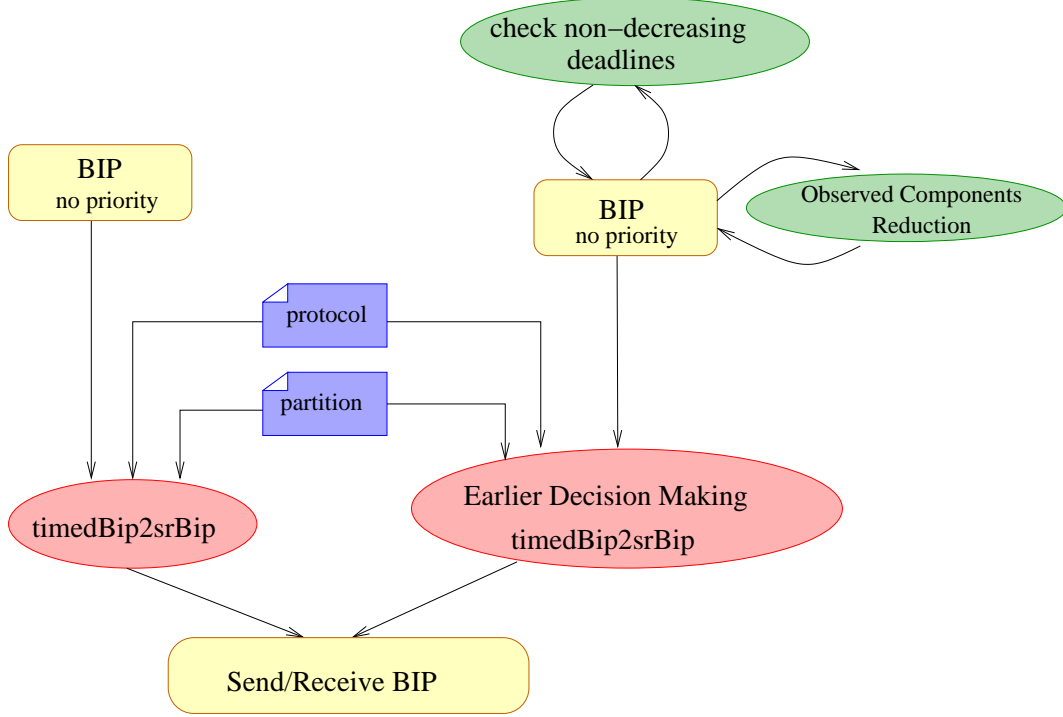 check non−decreasing
deadlines
BIP
no priority
BIP
no priority
Observed Components
Reduction
protocol
partition
timedBip2srBip
Earlier Decision Making
timedBip2srBip
Send/Receive BIP